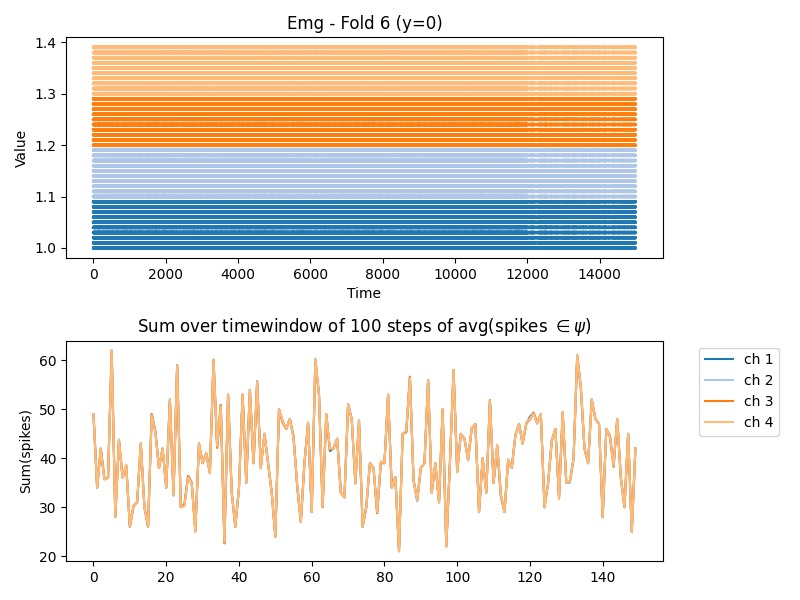 Emg - Fold 6 (y=0)
1.4
1.3
1.2
1.1
1.0
Value
0 2000 4000 6000 8000 10000 12000 14000
Time
Sum over timewindow of 100 steps of avg(spikes ∈ ψ)
60
50
40
30
20
Sum(spikes)
0 20 40 60 80 100 120 140
ch 1
ch 2
ch 3
ch 4